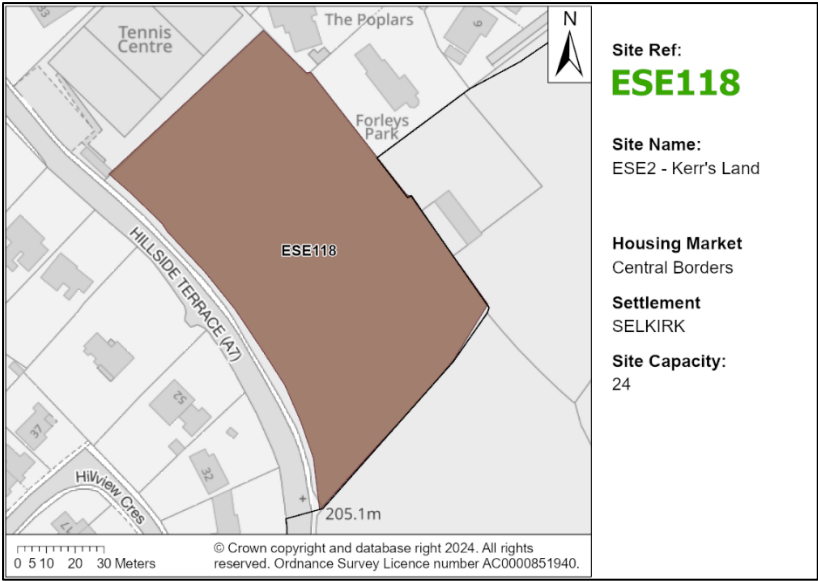 33
Tennis
Centre
The Poplars
9
N
Forleys
Park
ESE118
HILLSIDE TERRACE (A7)
52
37
32
Hillview Cres
17
205.1m
0 5 10 20 30 Meters
© Crown copyright and database right 2024. All rights
reserved. Ordnance Survey Licence number AC0000851940.
Site Ref:
ESE118
Site Name:
ESE2 - Kerr's Land
Housing Market
Central Borders
Settlement
SELKIRK
Site Capacity:
24